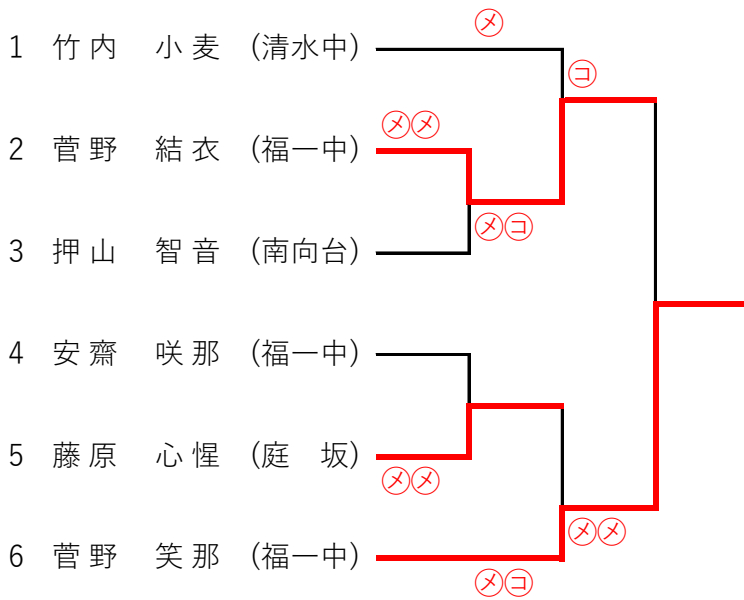 ㋱
1 竹内 小麦 (清水中)
㋙
㋱㋱
2 菅野 結衣 (福一中)
㋱㋙
3 押山 智音 (南向台)
4 安齋 咲那 (福一中)
5 藤原 心惺 (庭 坂)
㋱㋱
㋱㋱
6 菅野 笑那 (福一中)
㋱㋙